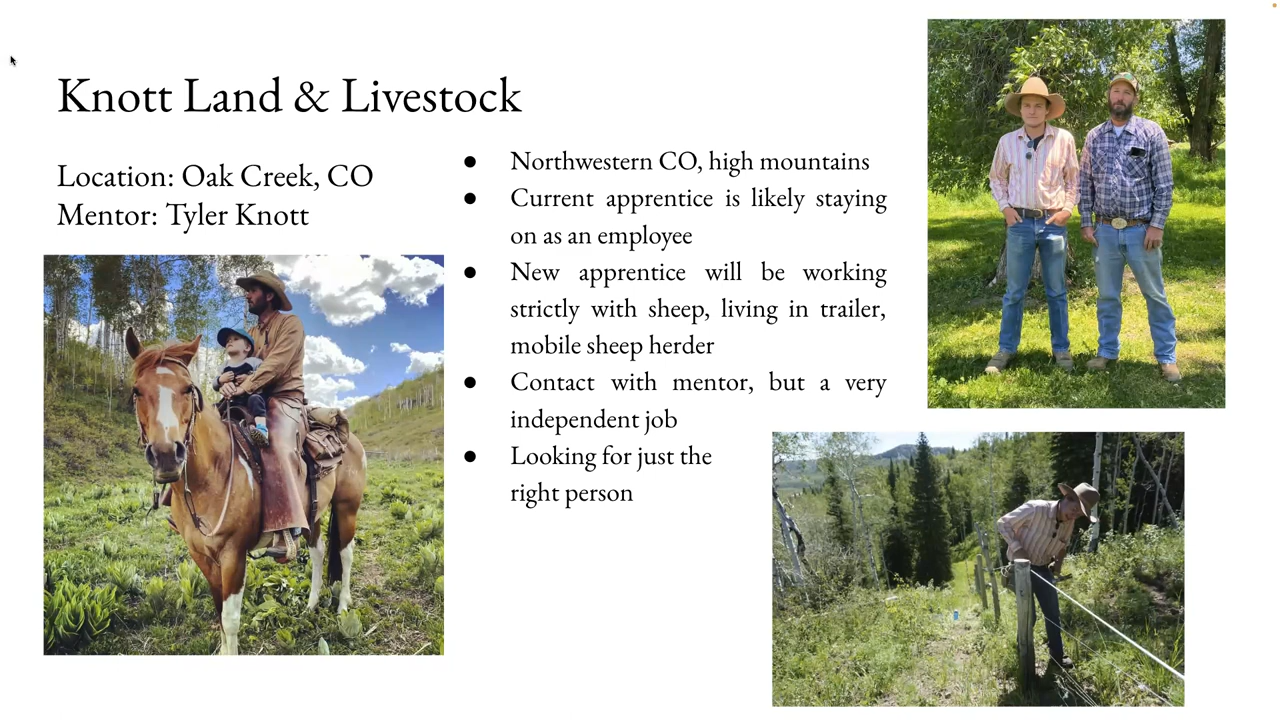 Knott Land & Livestock
Location: Oak Creek, CO
Mentor: Tyler Knott
● Northwestern CO, high mountains
● Current apprentice is likely staying
on as an employee
● New apprentice will be working
strictly with sheep, living in trailer,
mobile sheep herder
● Contact with mentor, but a very
independent job
● Looking for just the
right person